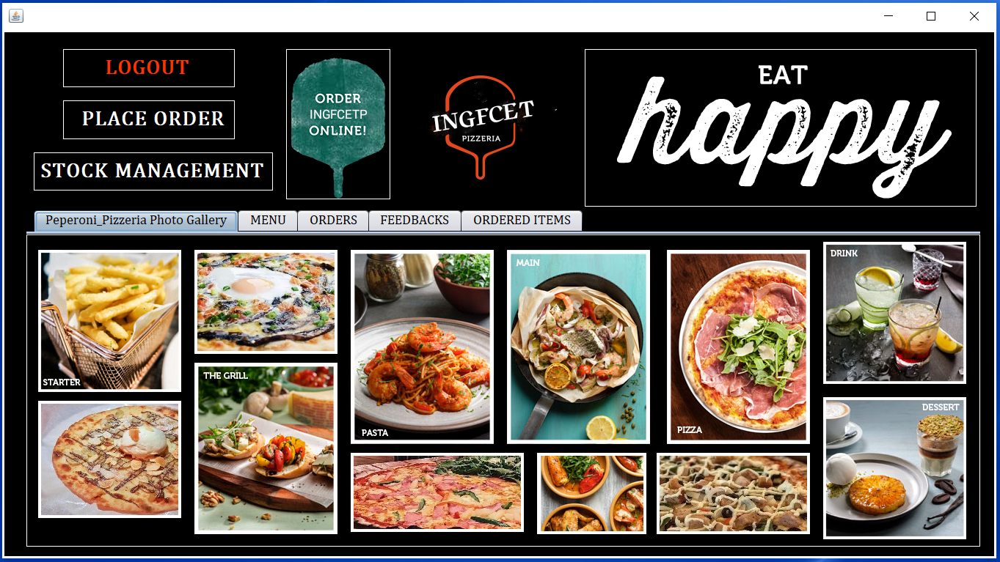 LOGOUT
PLACE ORDER
STOCK MANAGEMENT
ORDER
INGFCETP
ONLINE!
INGFCET
PIZZERIA
EAT
happy
Peperoni_Pizzeria Photo Gallery
MENU
ORDERS
FEEDBACKS
ORDERED ITEMS
STARTER
THE GRILL
PASTA
MAIN
PIZZA
DRINK
DESSERT